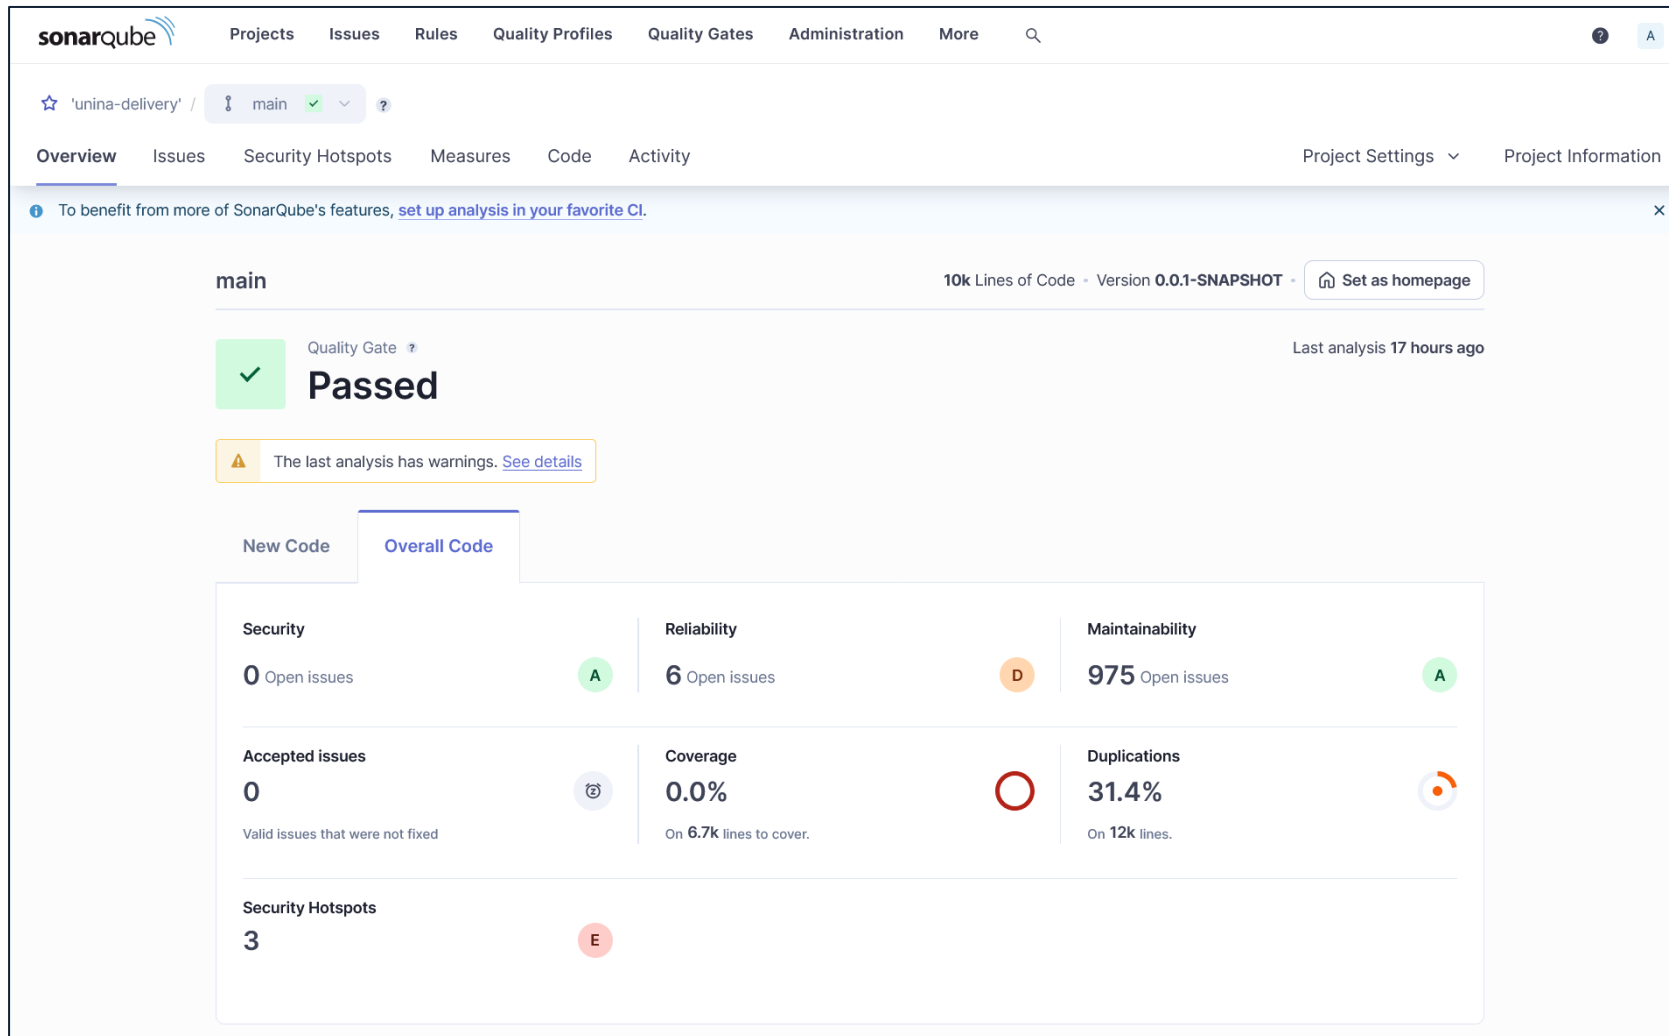 sonarqube Projects Issues Rules Quality Profiles Quality Gates Administration More ? A
'unina-delivery' / main ?
Overview Issues Security Hotspots Measures Code Activity Project Settings Project Information
To benefit from more of SonarQube's features, set up analysis in your favorite CI.
main 10k Lines of Code • Version 0.0.1-SNAPSHOT • Set as homepage
Quality Gate ? Last analysis 17 hours ago
Passed
The last analysis has warnings. See details
New Code Overall Code
Security Reliability Maintainability
0 Open issues A 6 Open issues D 975 Open issues A
Accepted issues Coverage Duplications
0 0.0% 31.4%
Valid issues that were not fixed On 6.7k lines to cover. On 12k lines.
Security Hotspots
3 E